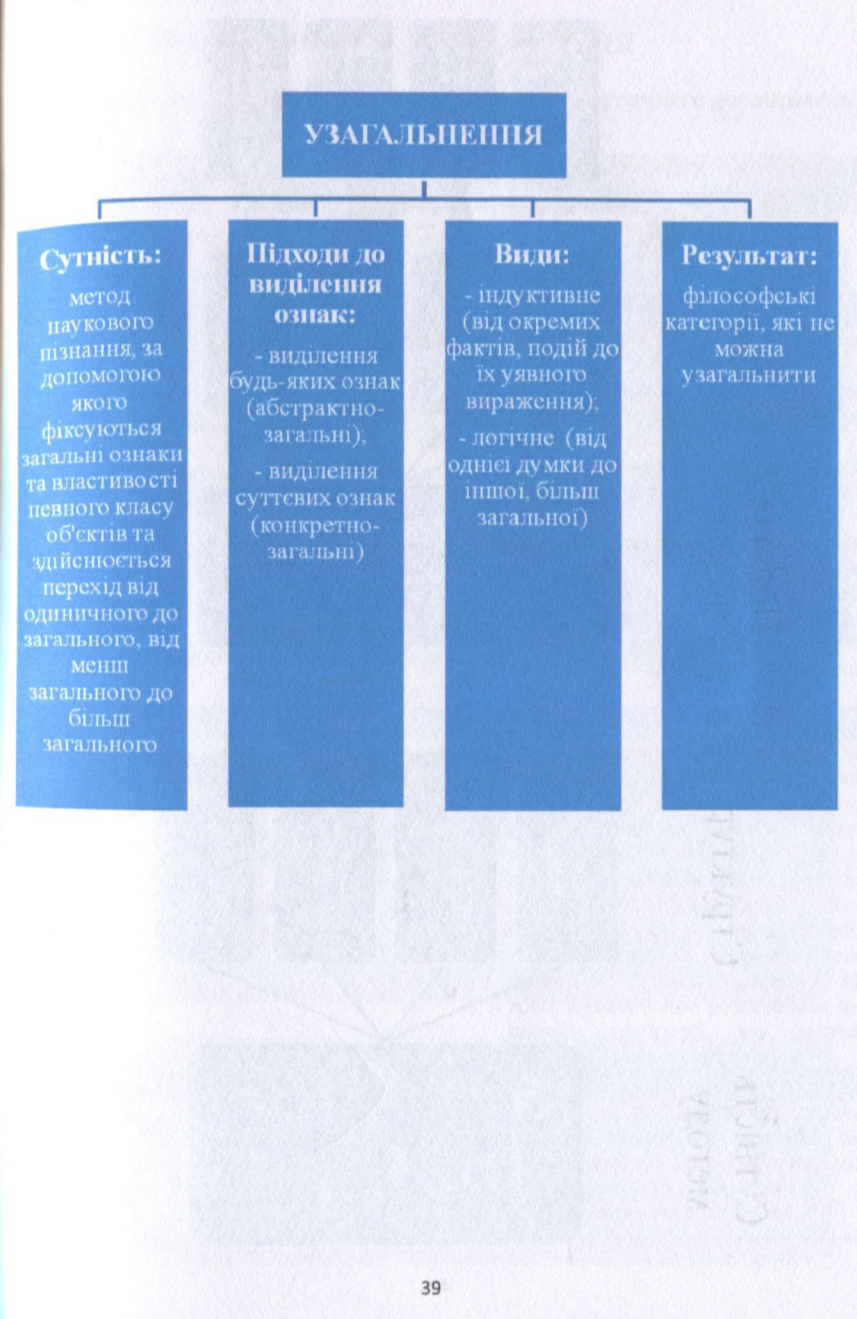 УЗАГАЛЬНЕННЯ
Сутність:
метод
наукового
пізнання, за
допомогою
якого
фіксуються
загальні ознаки
та властивості
певного класу
об'єктів та
здійснюється
перехід від
одиничного до
загального, від
менш
загального до
більш
загального
Підходи до
виділення
ознак:
- виділення
будь-яких ознак
(абстрактно-
загальні);
- виділення
суттєвих ознак
(конкретно-
загальні)
Види:
- індуктивне
(від окремих
фактів, подій до
їх уявного
вираження);
- логічне (від
однієї думки до
іншої, більш
загальної)
Результат:
філософські
категорії, які не
можна
узагальнити
Сутність
методу
39